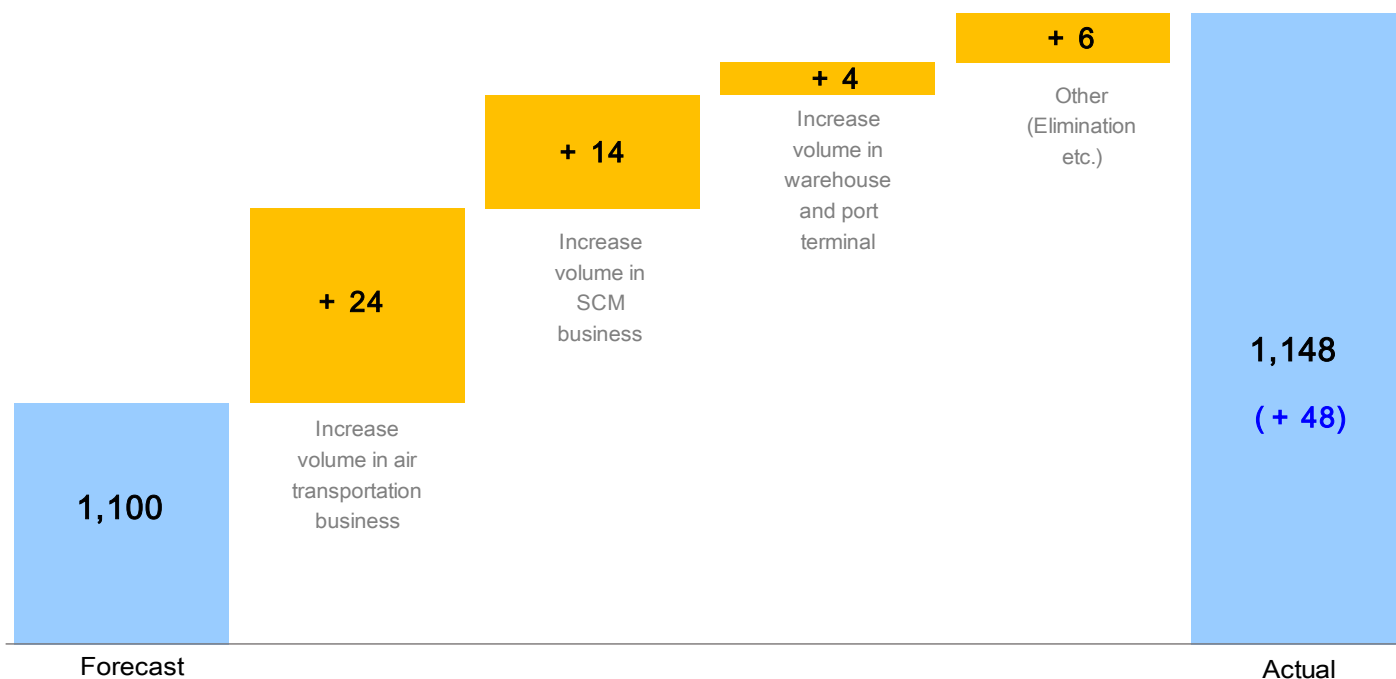 1,100
Forecast
+ 24
Increase
volume in air
transportation
business
+ 14
Increase
volume in
SCM
business
+ 4
Increase
volume in
warehouse
and port
terminal
+ 6
Other
(Elimination
etc.)
1,148
( + 48)
Actual